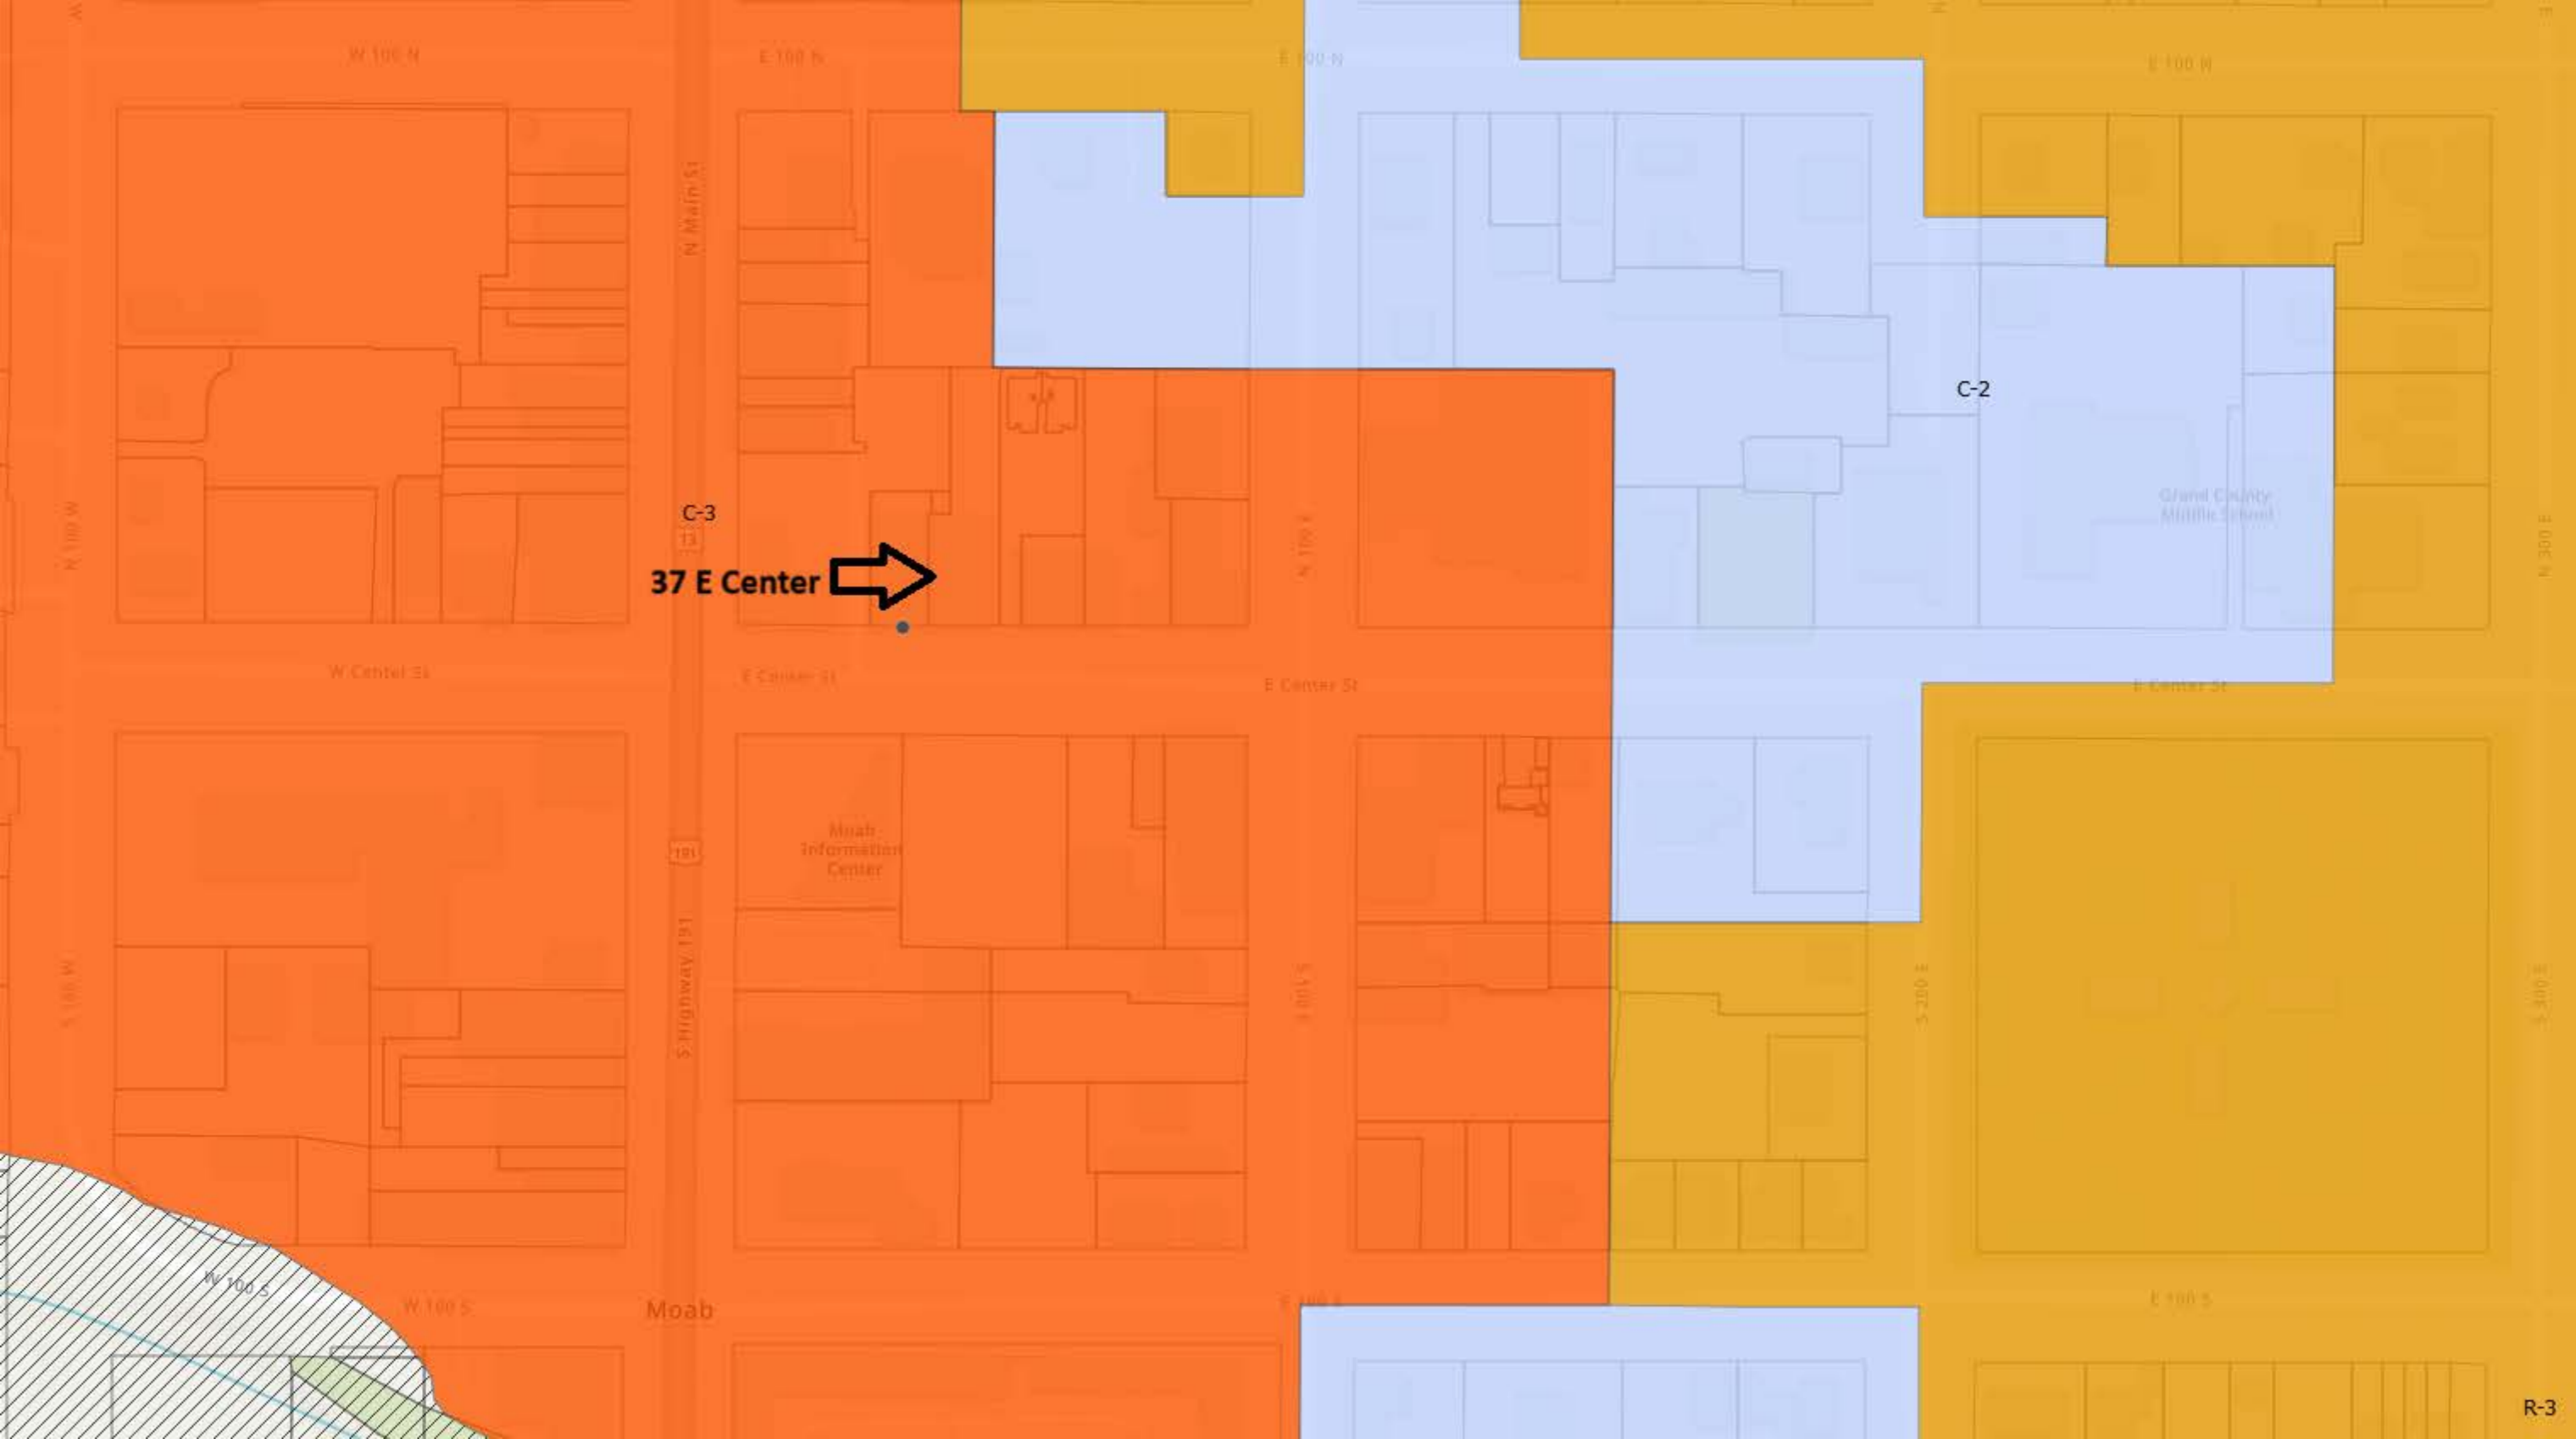 W 100 N
E 100 N
E 100 N
E 100 N
N Main St
C-2
Grand County
Middle School
N 100 W
C-3
N 100 E
N 300 E
37 E Center
W Center St
E Center St
E Center St
E Center St
Moab
Information
Center
191
S Highway 191
S 100 W
S 100 E
S 200 E
S 300 E
W 100 S
W 100 S
Moab
E 100 S
E 100 S
R-3